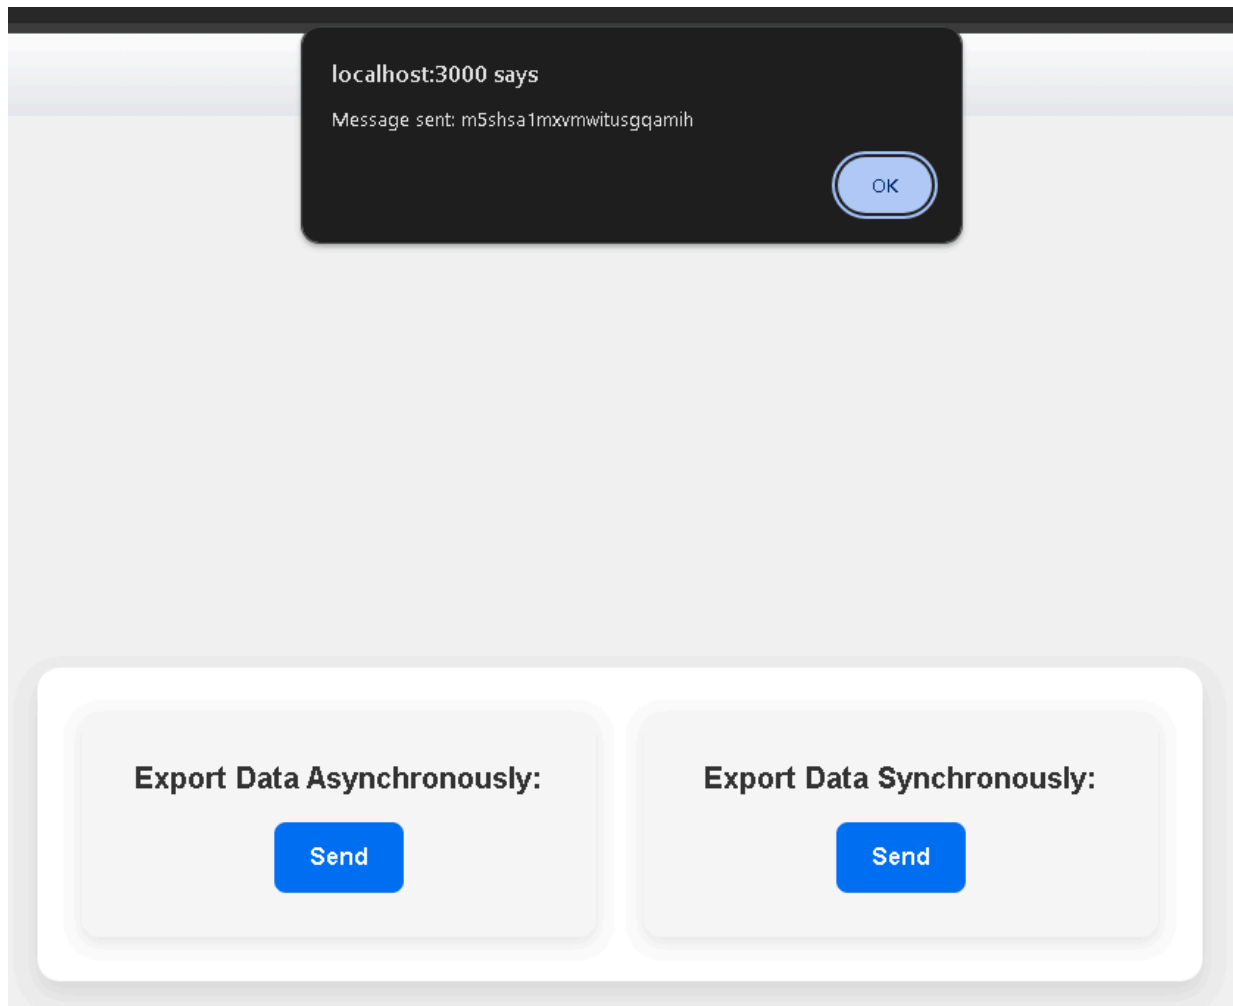 localhost:3000 says
Message sent: m5shsa1mxvmwitusgqamih
OK
Export Data Asynchronously:
Send
Export Data Synchronously:
Send